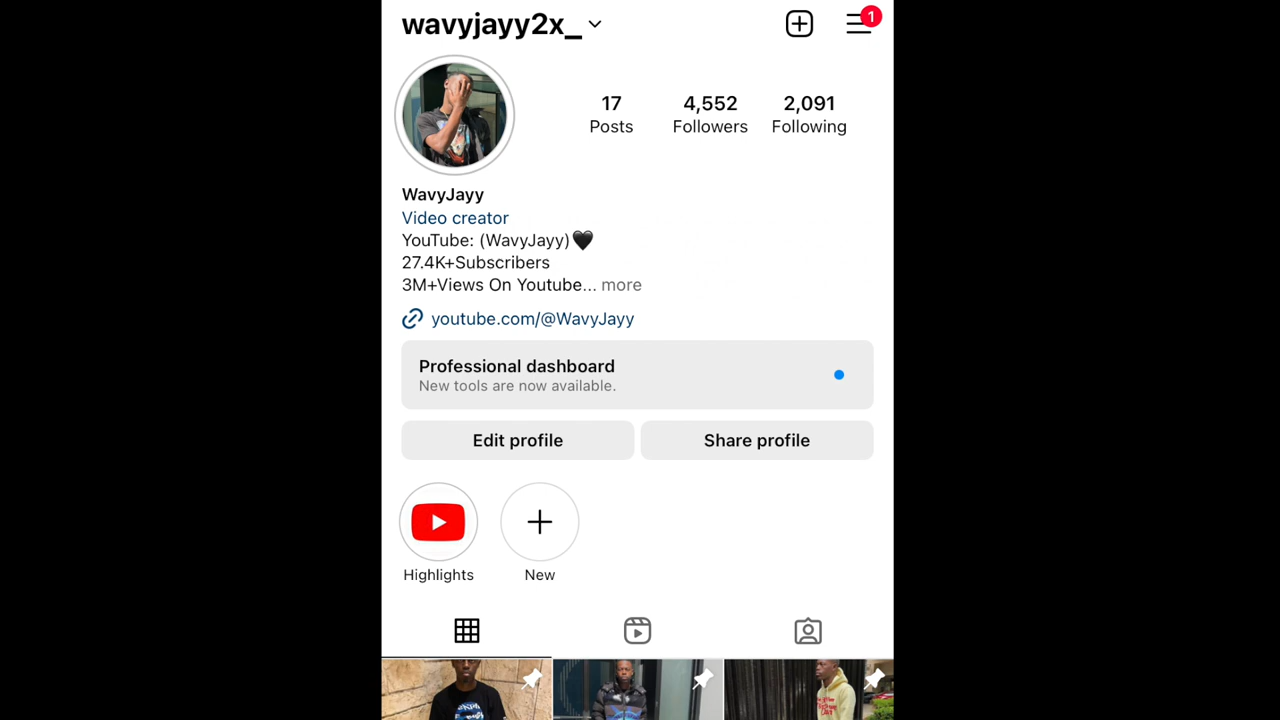 wavyjayy2x_
1
17
Posts
4,552
Followers
2,091
Following
WavyJayy
Video creator
YouTube: (WavyJayy)🖤
27.4K+Subscribers
3M+Views On Youtube... more
youtube.com/@WavyJayy
Professional dashboard
New tools are now available.
Edit profile
Share profile
Highlights
New